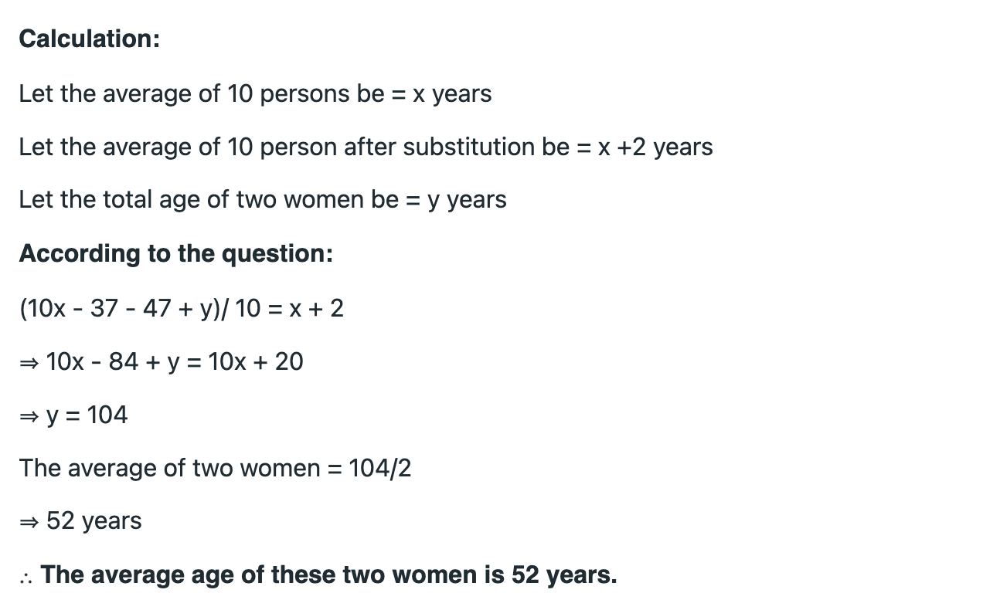 Calculation:
Let the average of 10 persons be = x years
Let the average of 10 person after substitution be = x +2 years
Let the total age of two women be = y years
According to the question:
(10x - 37 - 47 + y)/ 10 = x + 2
⇒ 10x - 84 + y = 10x + 20
⇒ y = 104
The average of two women = 104/2
⇒ 52 years
∴ The average age of these two women is 52 years.